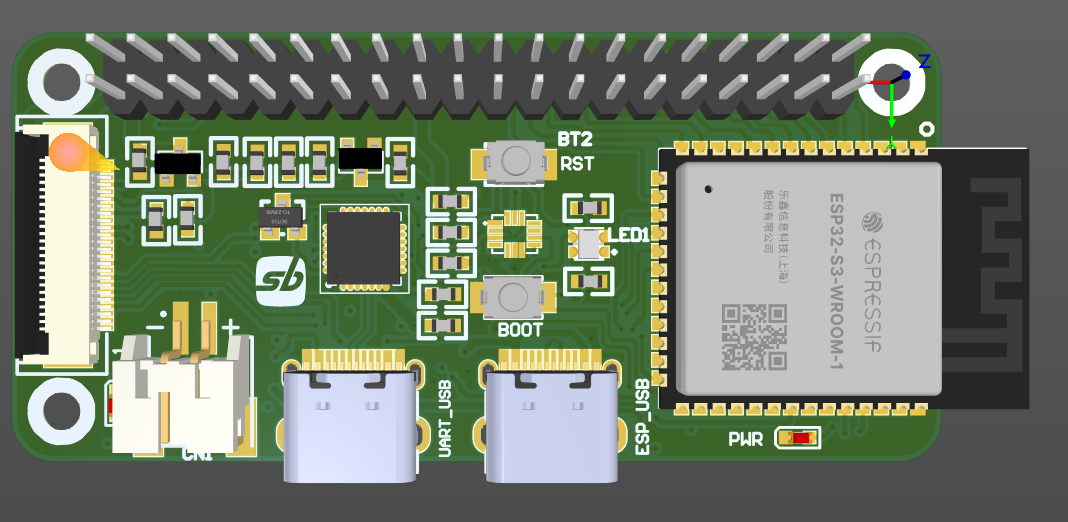 Z
BT2
RST
LED1
sb
BOOT
- +
1
UART_USB
ESP_USB
CN1
PWR
乐鑫信息科技(上海)
股份有限公司
ESP32-S3-WROOM-1
ESPRESSIF